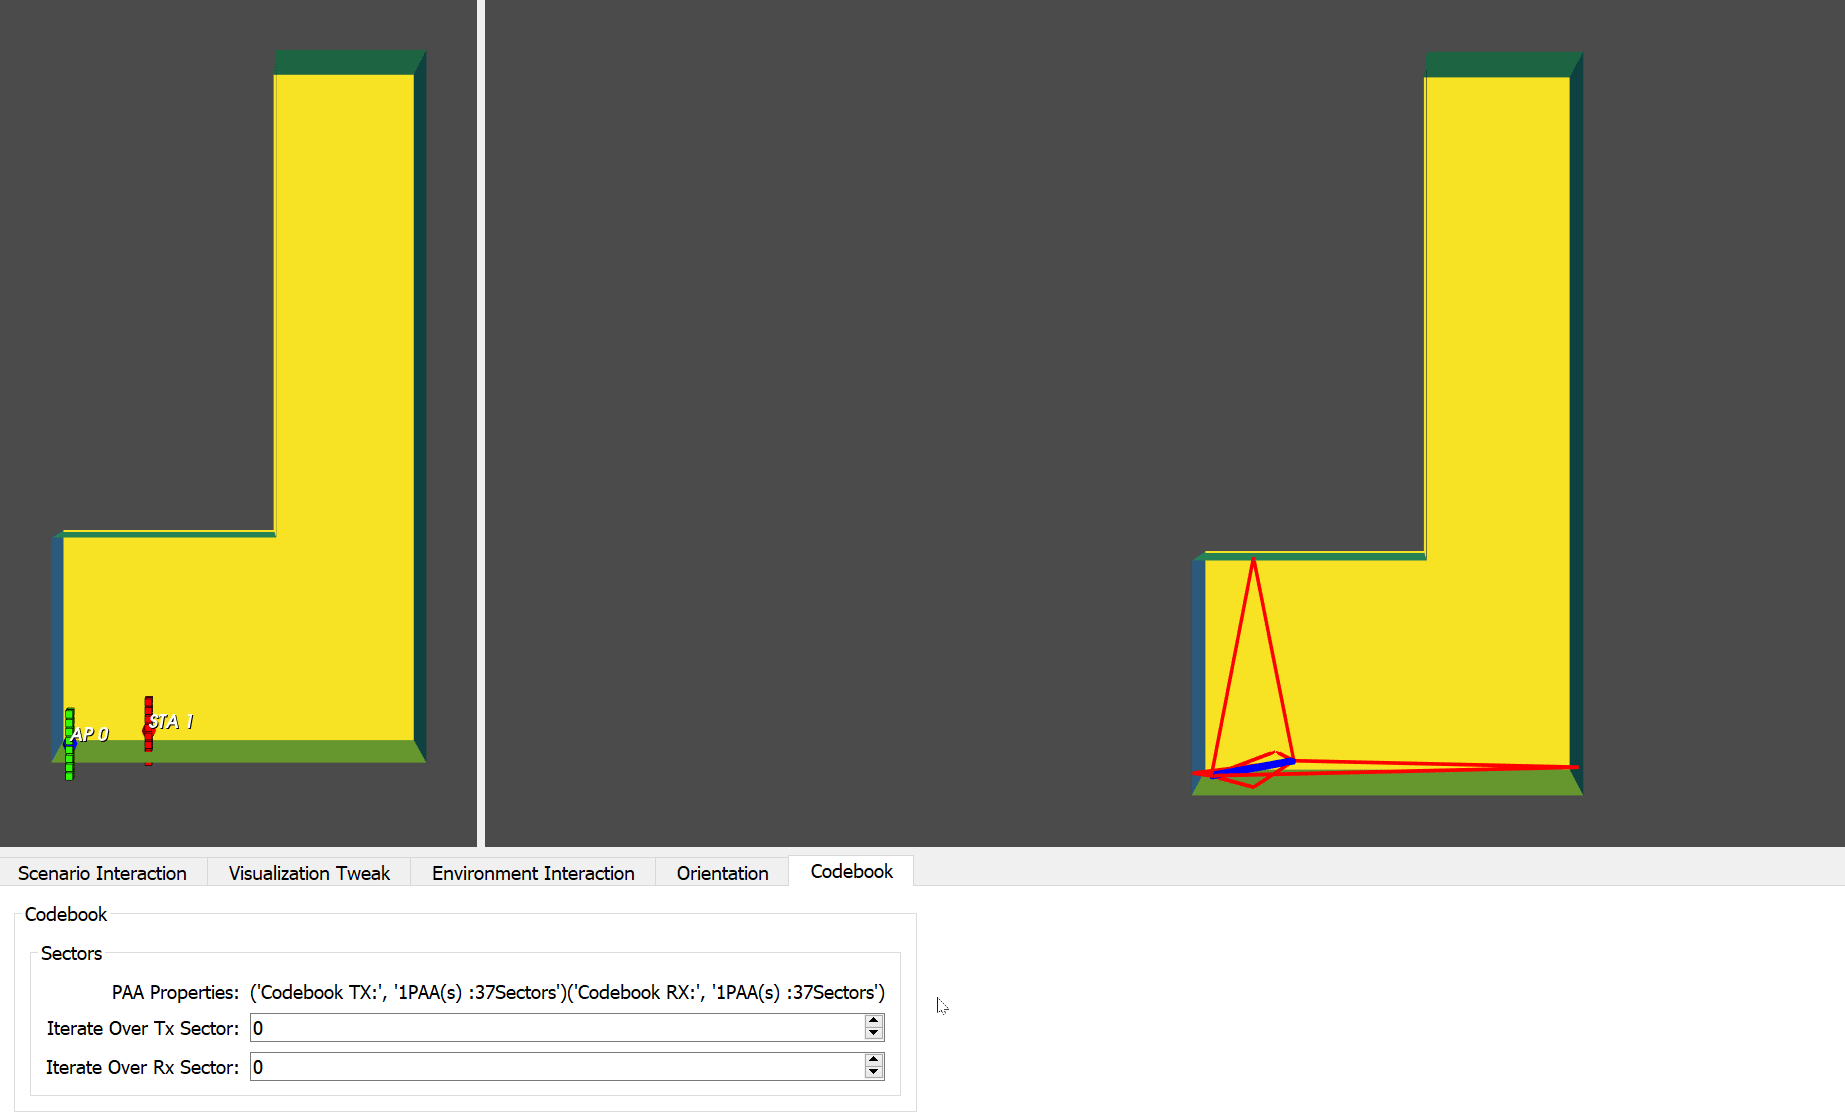 STA 1
AP 0
Scenario Interaction
Visualization Tweak
Environment Interaction
Orientation
Codebook
Codebook
Sectors
PAA Properties: ('Codebook TX:', '1PAA(s) :37Sectors')('Codebook RX:', '1PAA(s) :37Sectors')
Iterate Over Tx Sector: 0
Iterate Over Rx Sector: 0